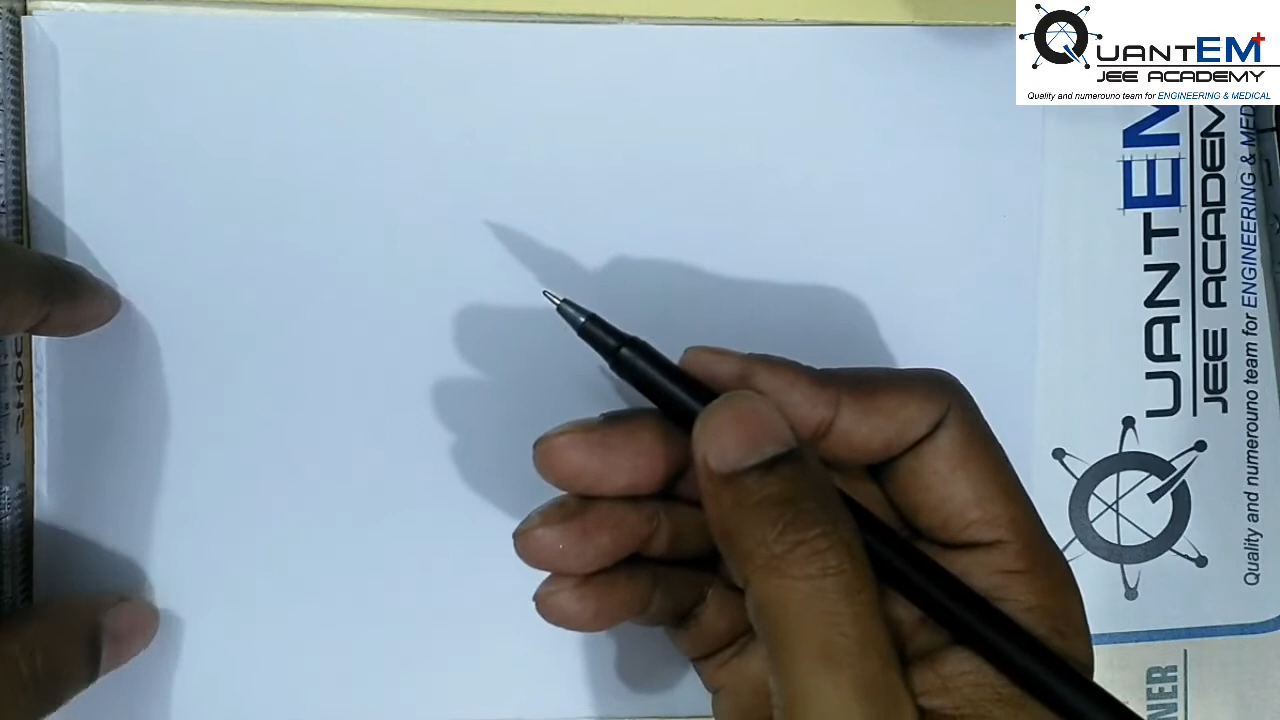 QUANTEM+
JEE ACADEMY
Quality and numerouno team for ENGINEERING & MEDICAL
QUANTEM
JEE ACADEM
Quality and numerouno team for ENGINEERING & MED
NER